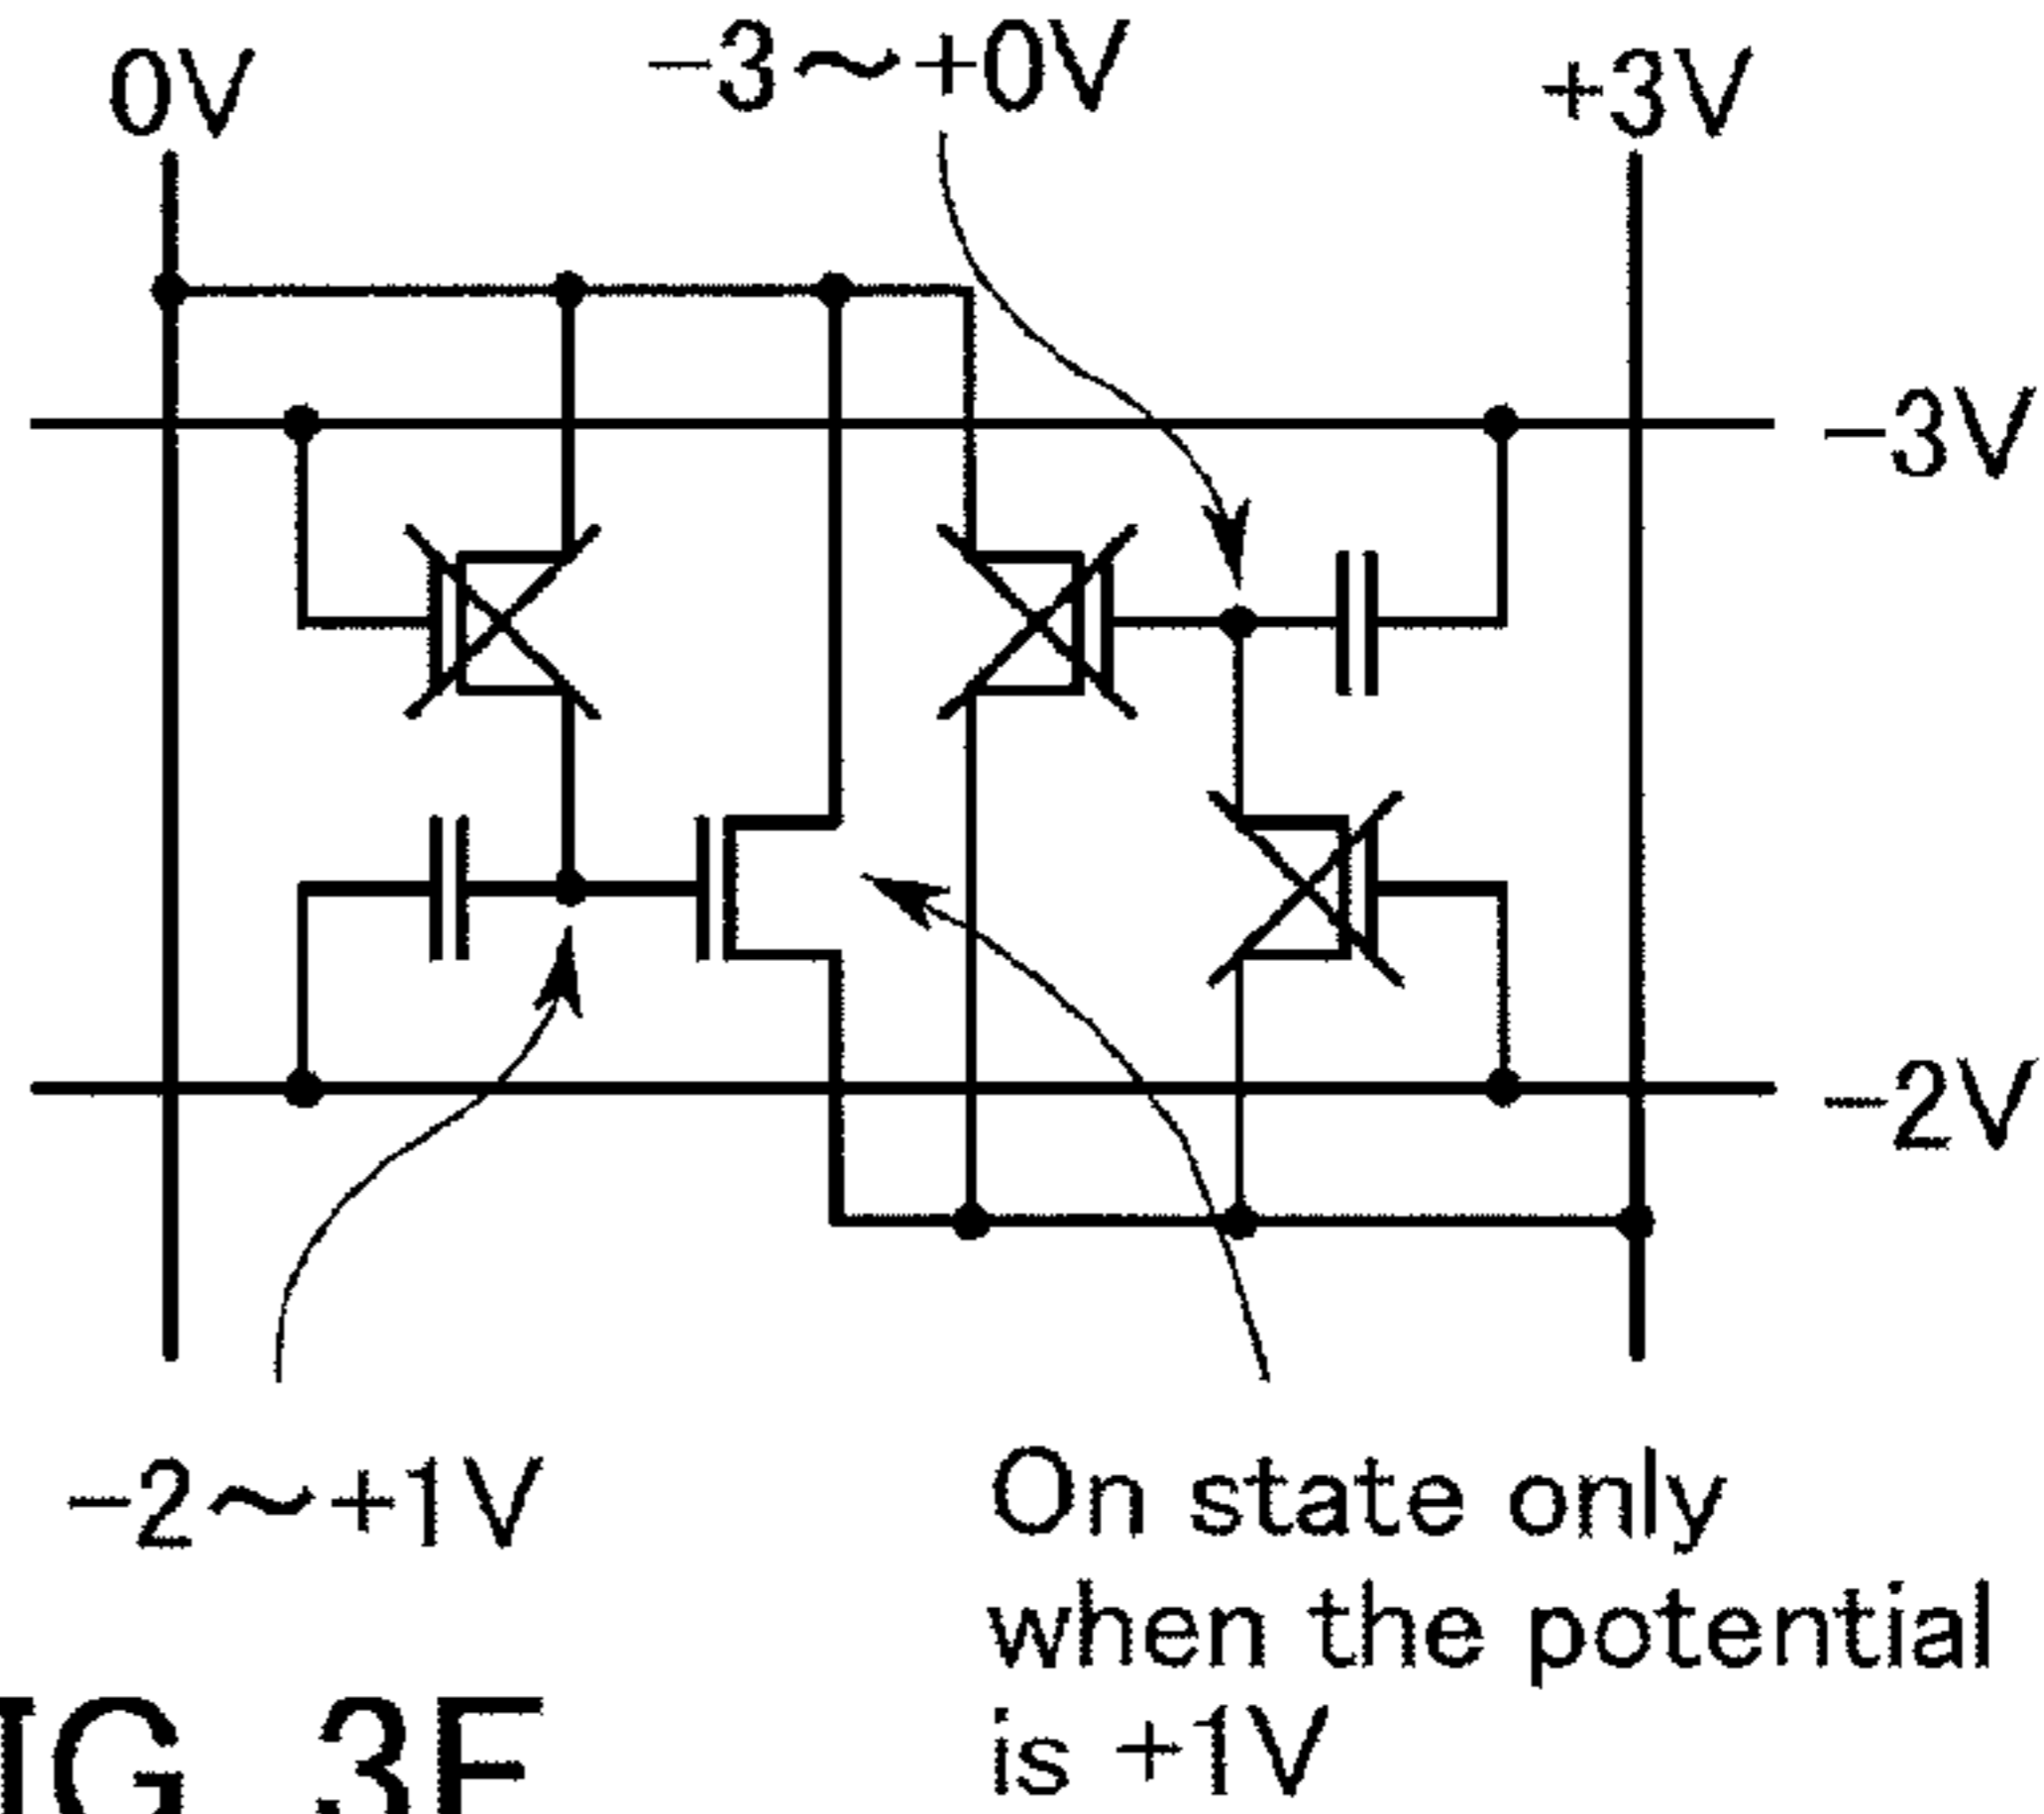 0V
−3～+0V
+3V
−3V
−2V
−2～+1V
On state only
when the potential
is +1V